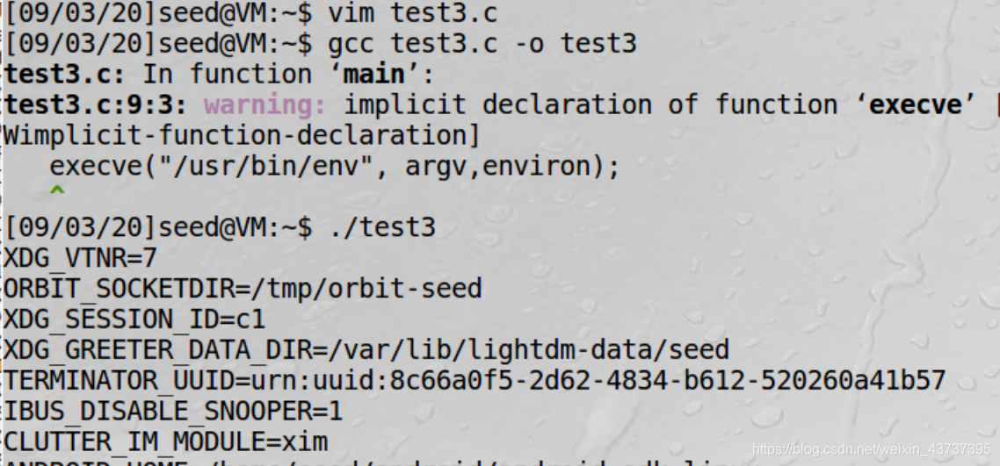 [09/03/20]seed@VM:~$ vim test3.c
[09/03/20]seed@VM:~$ gcc test3.c -o test3
test3.c: In function ‘main’:
test3.c:9:3: warning: implicit declaration of function ‘execve’ [
Wimplicit-function-declaration]
   execve("/usr/bin/env", argv,environ);
   ^
[09/03/20]seed@VM:~$ ./test3
XDG_VTNR=7
ORBIT_SOCKETDIR=/tmp/orbit-seed
XDG_SESSION_ID=c1
XDG_GREETER_DATA_DIR=/var/lib/lightdm-data/seed
TERMINATOR_UUID=urn:uuid:8c66a0f5-2d62-4834-b612-520260a41b57
IBUS_DISABLE_SNOOPER=1
CLUTTER_IM_MODULE=xim
https://blog.csdn.net/weixin_43737395